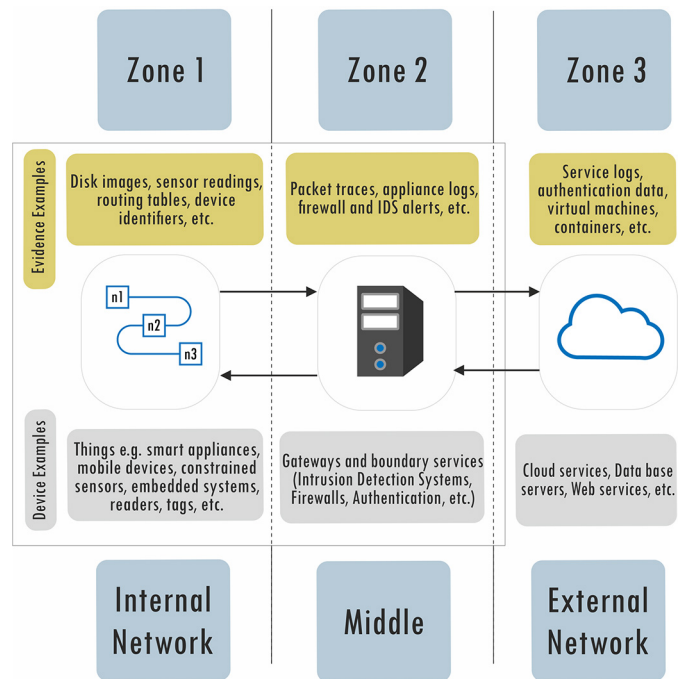 Zone 1
Zone 2
Zone 3
Evidence Examples
Disk images, sensor readings,
routing tables, device
identifiers, etc.
Packet traces, appliance logs,
firewall and IDS alerts, etc.
Service logs,
authentication data,
virtual machines,
containers, etc.
n1
n2
n3
Device Examples
Things e.g. smart appliances,
mobile devices, constrained
sensors, embedded systems,
readers, tags, etc.
Gateways and boundary services
(Intrusion Detection Systems,
Firewalls, Authentication, etc.)
Cloud services, Data base
servers, Web services, etc.
Internal
Network
Middle
External
Network